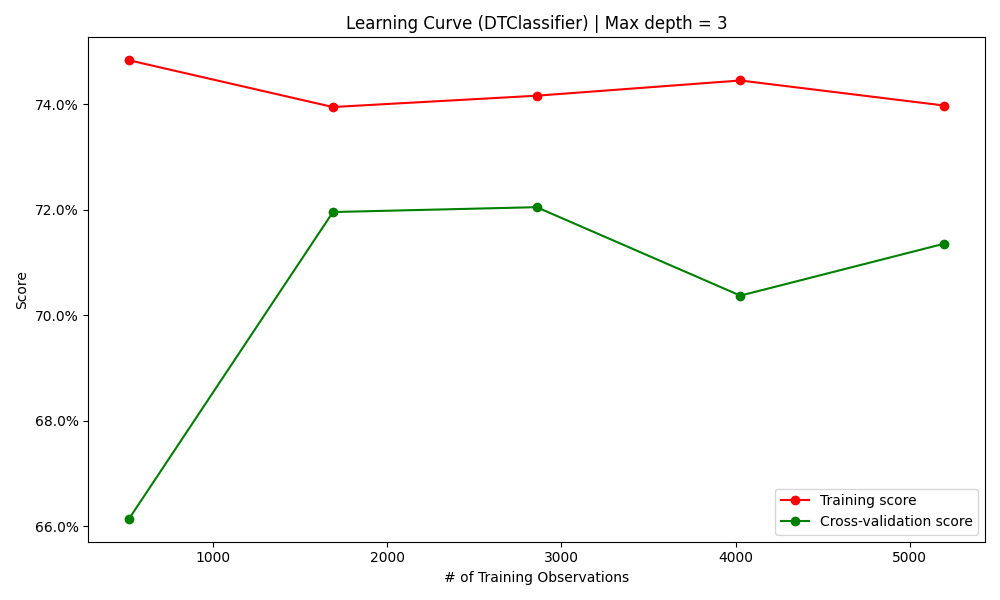 Learning Curve (DTClassifier) | Max depth = 3
Score
74.0%
72.0%
70.0%
68.0%
66.0%
1000 2000 3000 4000 5000
# of Training Observations
Training score
Cross-validation score